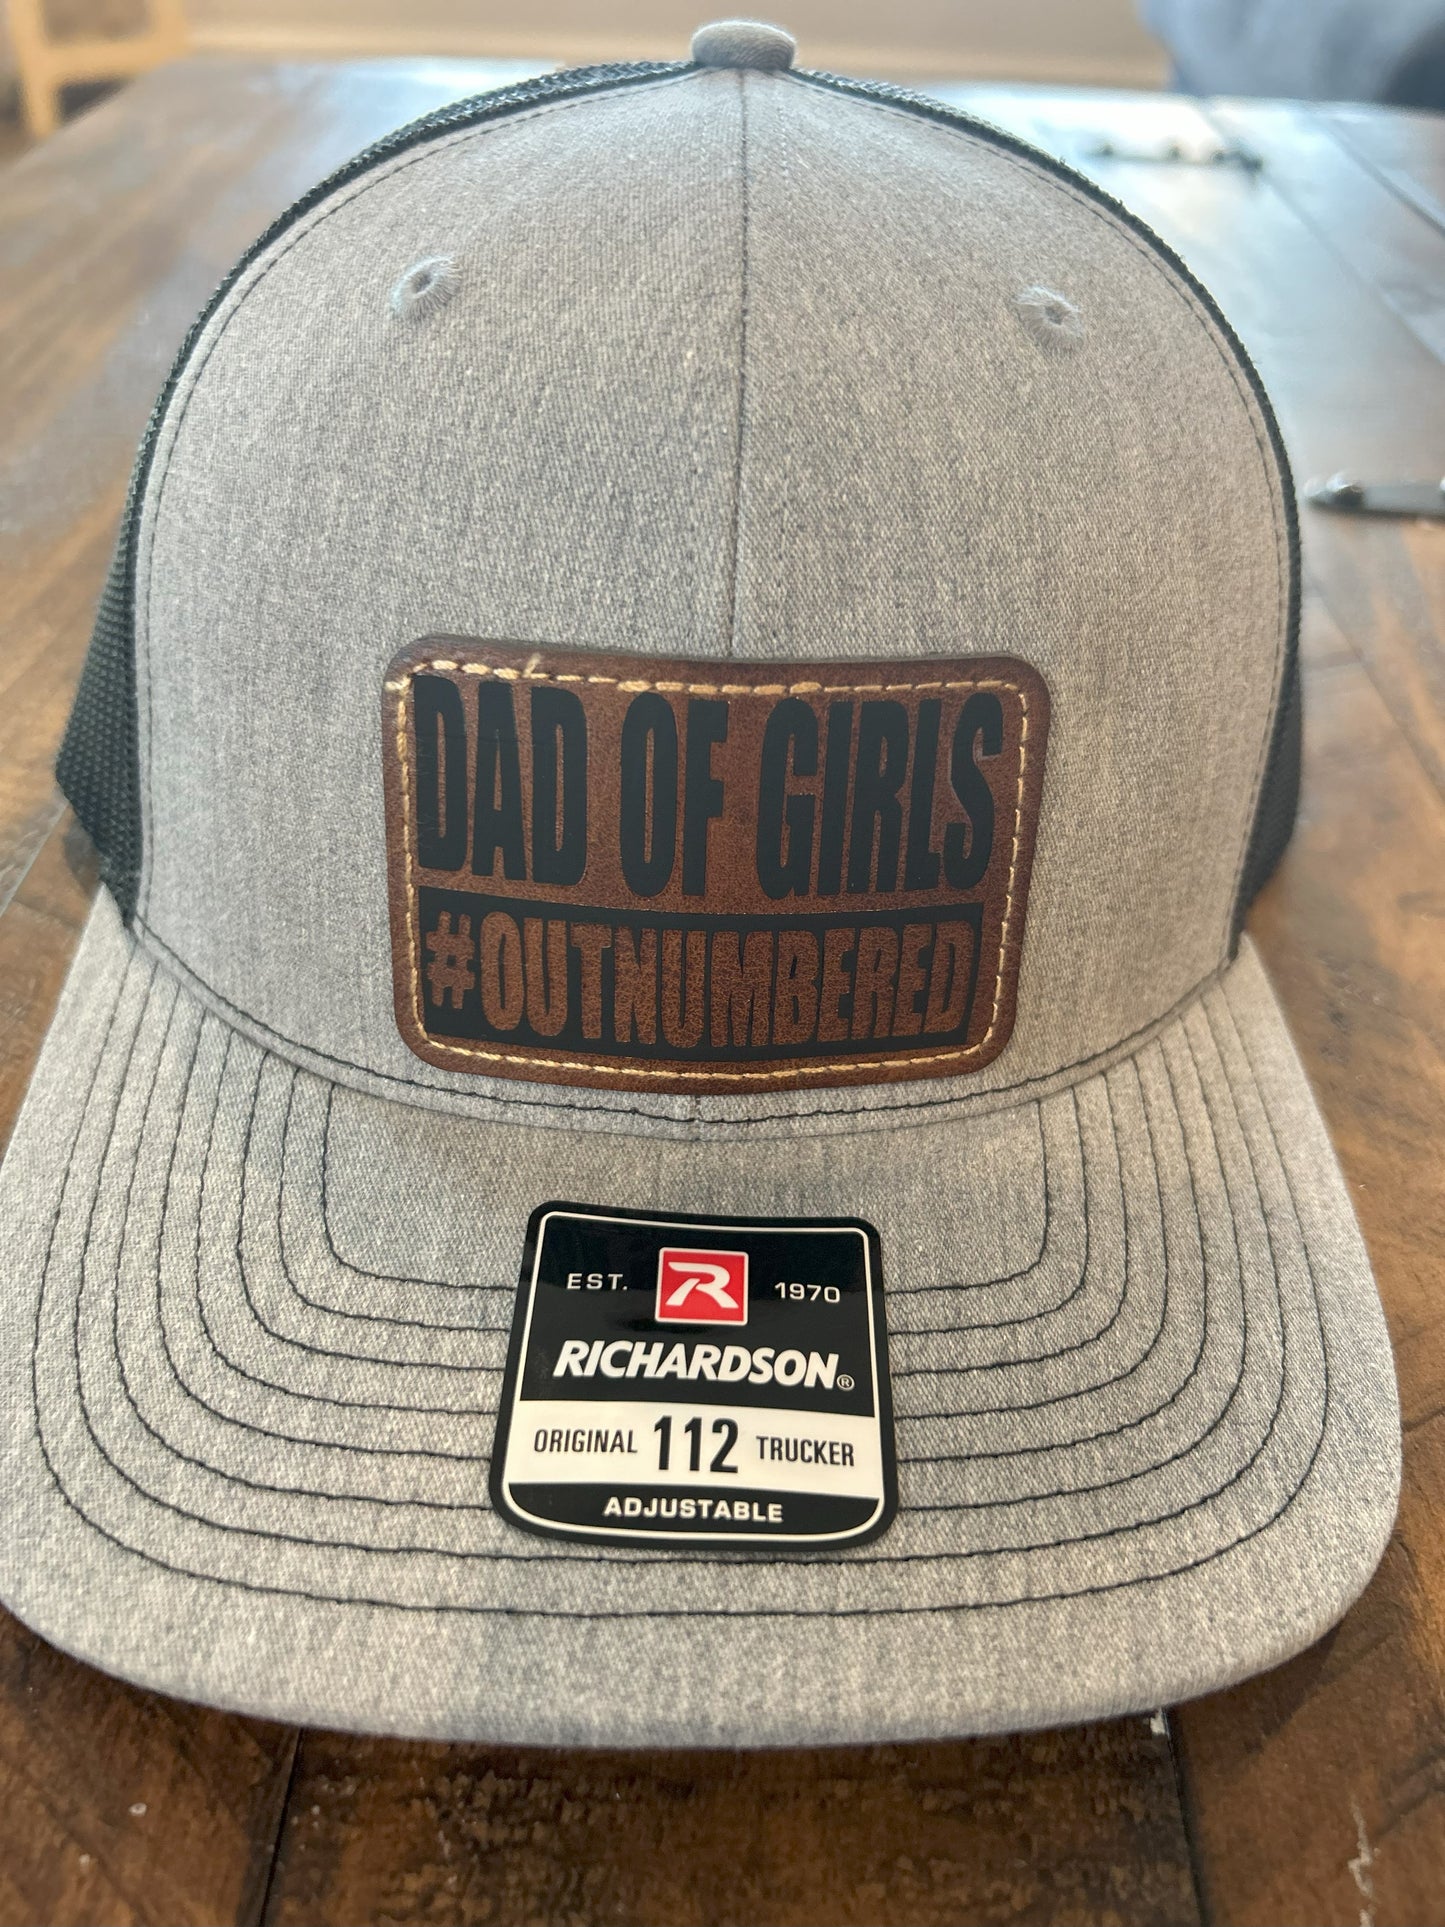 DAD OF GIRLS
#OUTNUMBERED
EST. R 1970
RICHARDSON®
ORIGINAL 112 TRUCKER
ADJUSTABLE